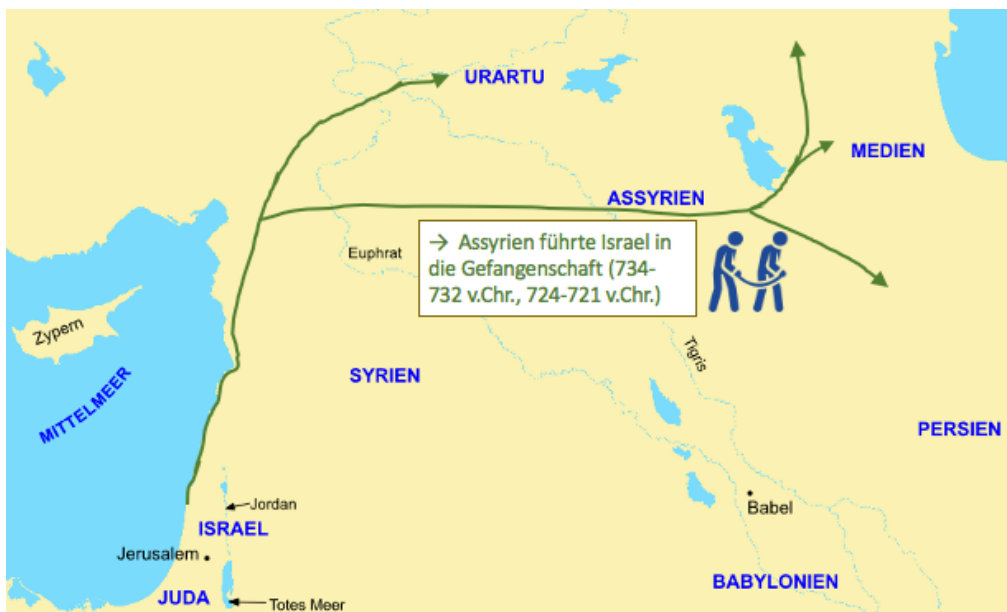 URARTU
MEDIEN
ASSYRIEN
→ Assyrien führte Israel in
die Gefangenschaft (734-
732 v.Chr., 724-721 v.Chr.)
Euphrat
Zypern
Tigris
SYRIEN
MITTELMEER
PERSIEN
Jordan
Babel
ISRAEL
Jerusalem
BABYLONIEN
JUDA
Totes Meer